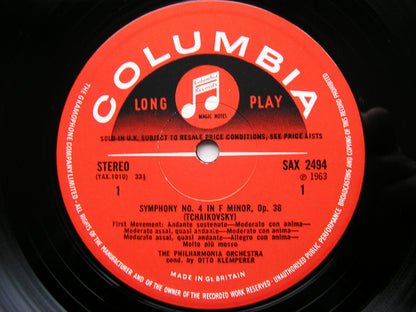 COLUMBIA
Columbia
Records
MAGIC NOTES
LONG PLAY
SOLD IN U.K. SUBJECT TO RESALE PRICE CONDITIONS, SEE PRICE LISTS
STEREO
(YAX.1010) 33⅓
1
SAX 2494
℗ 1963
1
SYMPHONY NO. 4 IN F MINOR, Op. 36
(TCHAIKOVSKY)
First Movement: Andante sostenuto—Moderato con anima—
Moderato assai, quasi andante—Moderato con anima—
Moderato assai, quasi andante—Allegro con anima—
Molto più mosso
THE PHILHARMONIA ORCHESTRA
cond. by OTTO KLEMPERER
MADE IN GT. BRITAIN
THE GRAMOPHONE COMPANY LIMITED · ALL RIGHTS OF THE MANUFACTURER AND OF THE OWNER OF THE RECORDED WORK RESERVED · UNAUTHORISED PUBLIC PERFORMANCE, BROADCASTING AND COPYING OF THIS RECORD PROHIBITED